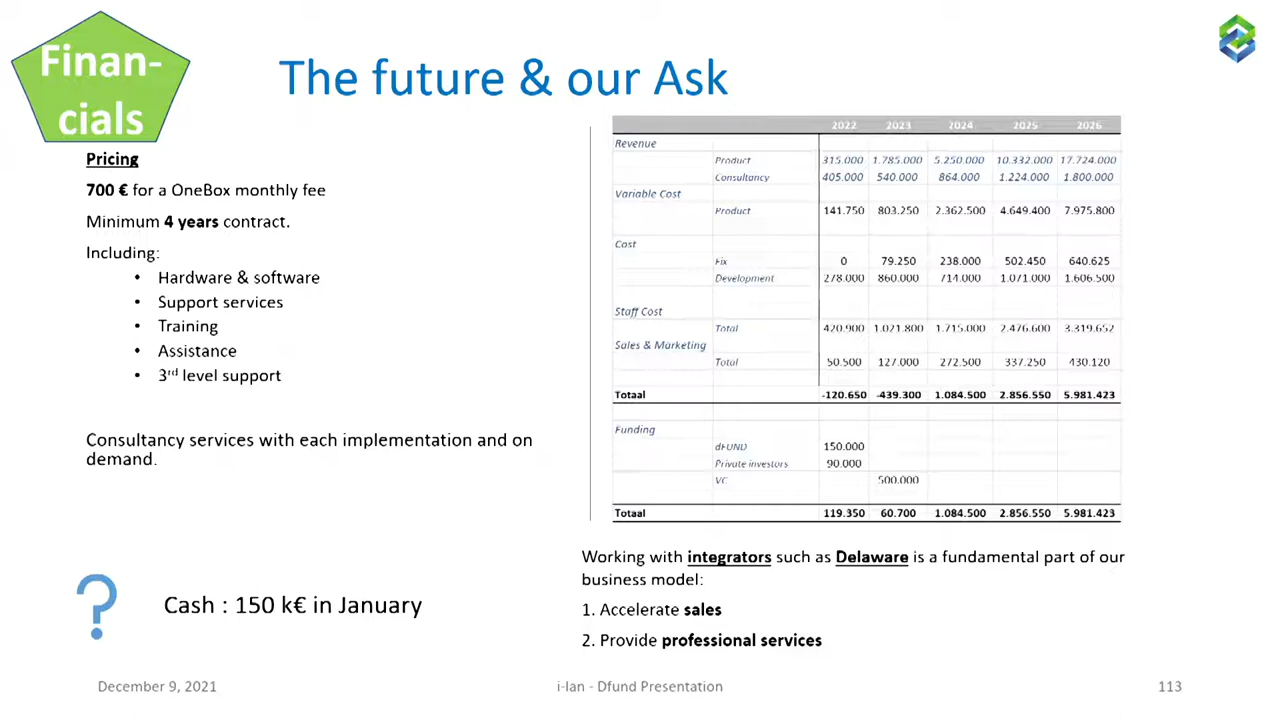 Finan-
cials
The future & our Ask
Pricing
700 € for a OneBox monthly fee
Minimum 4 years contract.
Including:
• Hardware & software
• Support services
• Training
• Assistance
• 3rd level support
Consultancy services with each implementation and on
demand.
? Cash : 150 k€ in January
2022 2023 2024 2025 2026
Revenue
Product 315.000 1.785.000 5.250.000 10.332.000 17.724.000
Consultancy 405.000 540.000 864.000 1.224.000 1.800.000
Variable Cost
Product 141.750 803.250 2.362.500 4.649.400 7.975.800
Cost
Fix 0 79.250 238.000 502.450 640.625
Development 278.000 860.000 714.000 1.071.000 1.606.500
Staff Cost
Total 420.900 1.021.800 1.715.000 2.476.600 3.319.652
Sales & Marketing
Total 50.500 127.000 272.500 337.250 430.120
Totaal -120.650 -439.300 1.084.500 2.856.550 5.981.423
Funding
dFUND 150.000
Private investors 90.000
VC 500.000
Totaal 119.350 60.700 1.084.500 2.856.550 5.981.423
Working with integrators such as Delaware is a fundamental part of our
business model:
1. Accelerate sales
2. Provide professional services
December 9, 2021
i-lan - Dfund Presentation
113